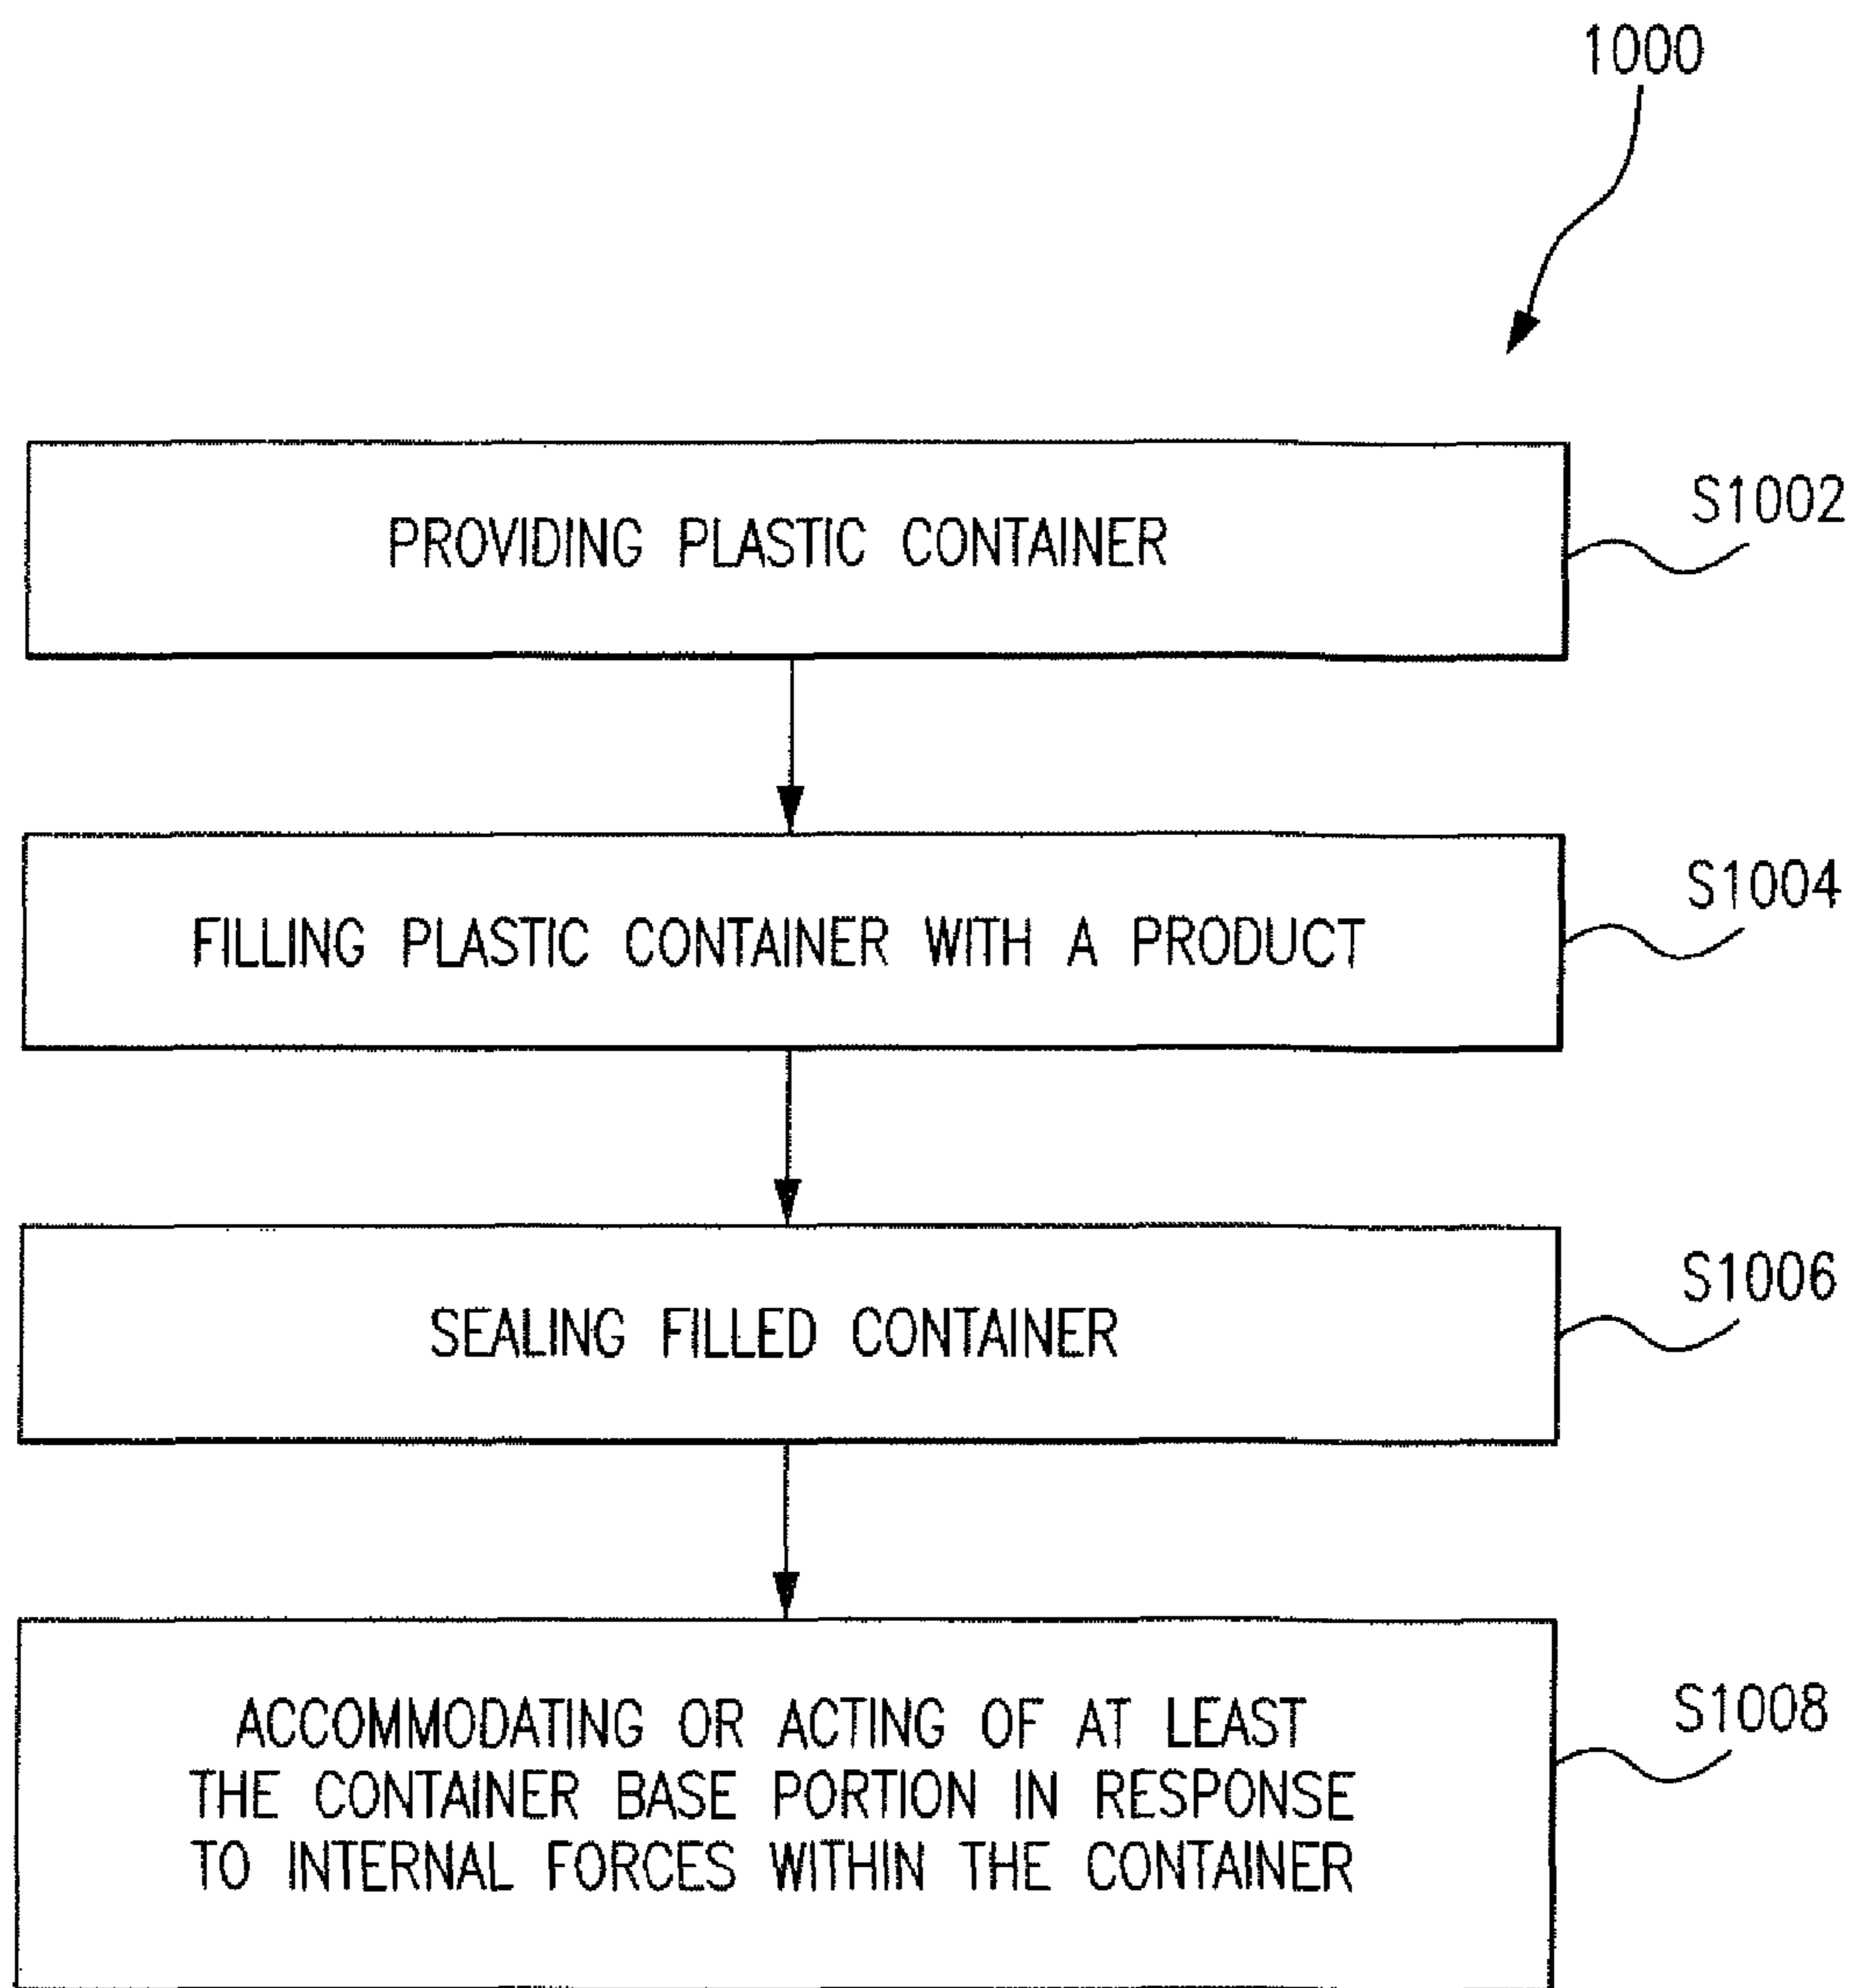 1000
PROVIDING PLASTIC CONTAINER
S1002
FILLING PLASTIC CONTAINER WITH A PRODUCT
S1004
SEALING FILLED CONTAINER
S1006
ACCOMMODATING OR ACTING OF AT LEAST
THE CONTAINER BASE PORTION IN RESPONSE
TO INTERNAL FORCES WITHIN THE CONTAINER
S1008